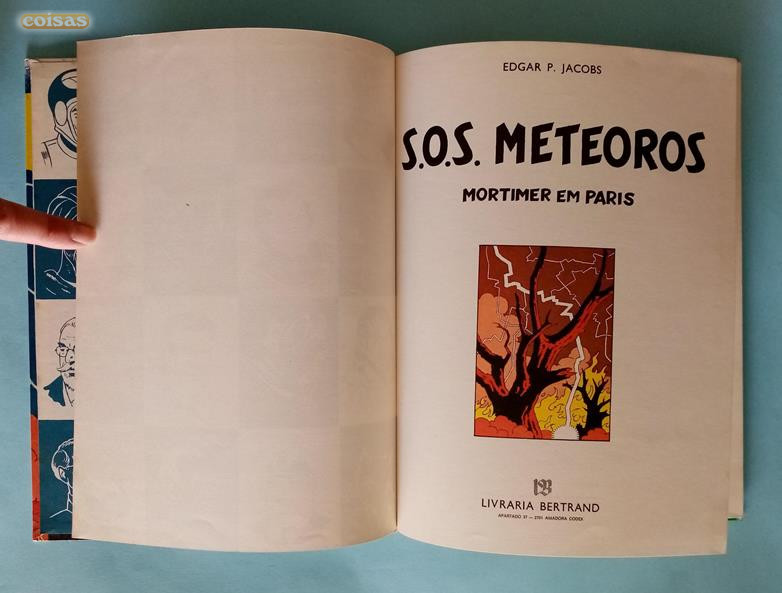 coisas
EDGAR P. JACOBS
S.O.S. METEOROS
MORTIMER EM PARIS
LIVRARIA BERTRAND
APARTADO 37 — 2701 AMADORA CODEX